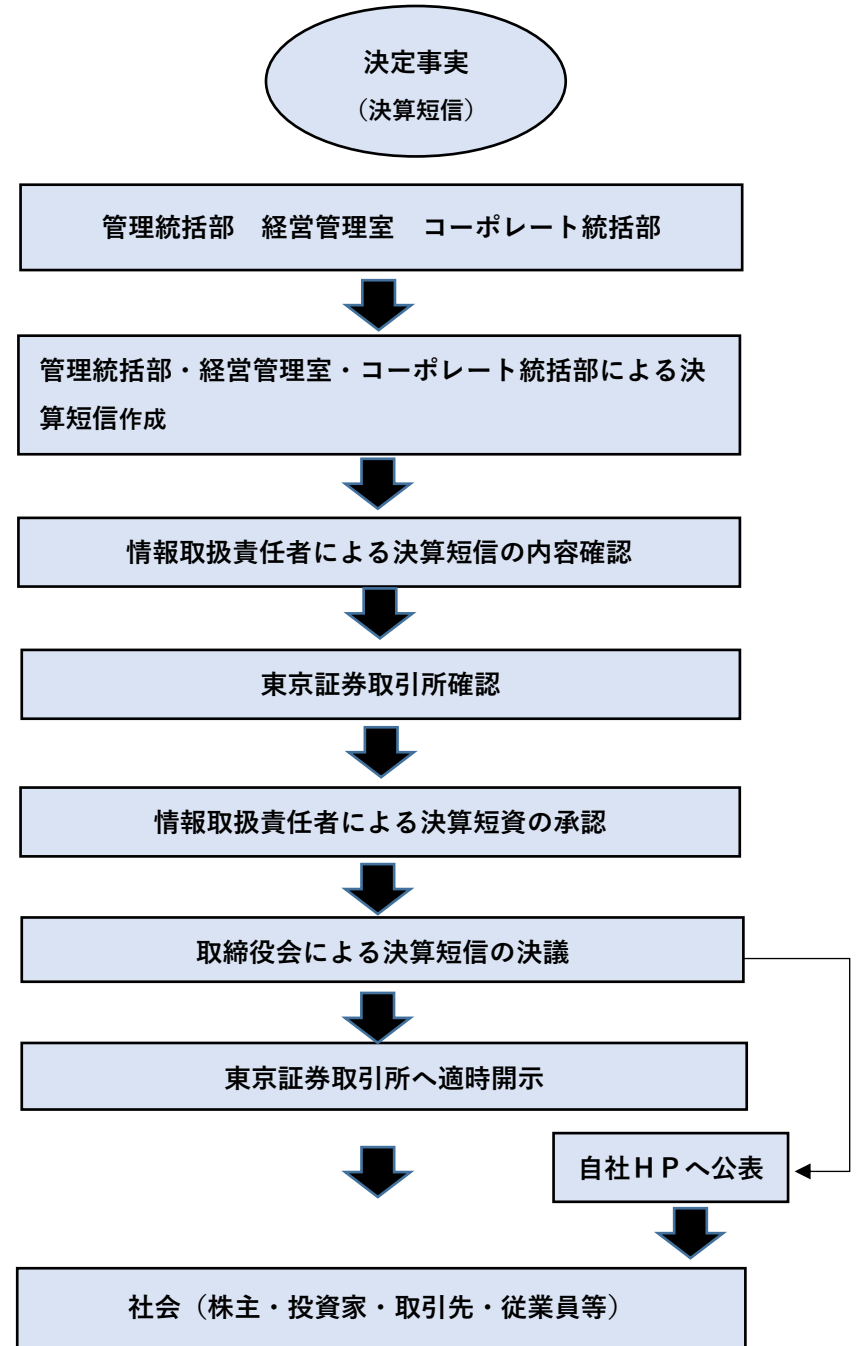 決定事実
（決算短信）
管理統括部　経営管理室　コーポレート統括部
管理統括部・経営管理室・コーポレート統括部による決
算短信作成
情報取扱責任者による決算短信の内容確認
東京証券取引所確認
情報取扱責任者による決算短資の承認
取締役会による決算短信の決議
東京証券取引所へ適時開示
自社ＨＰへ公表
社会（株主・投資家・取引先・従業員等）